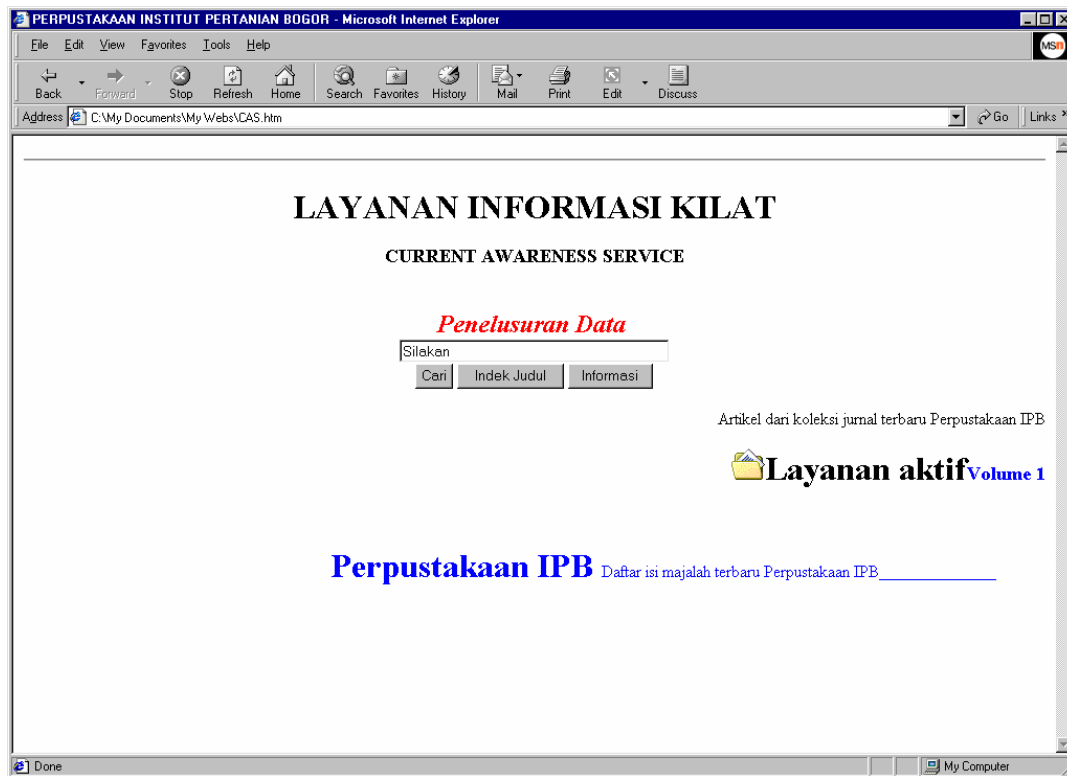 PERPUSTAKAAN INSTITUT PERTANIAN BOGOR - Microsoft Internet Explorer
File Edit View Favorites Tools Help
msn
Back Forward Stop Refresh Home Search Favorites History Mail Print Edit Discuss
Address C:\My Documents\My Webs\CAS.htm Go Links »
LAYANAN INFORMASI KILAT
CURRENT AWARENESS SERVICE
Penelusuran Data
Silakan
Cari Indek Judul Informasi
Artikel dari koleksi jurnal terbaru Perpustakaan IPB
Layanan aktif Volume 1
Perpustakaan IPB Daftar isi majalah terbaru Perpustakaan IPB
Done My Computer